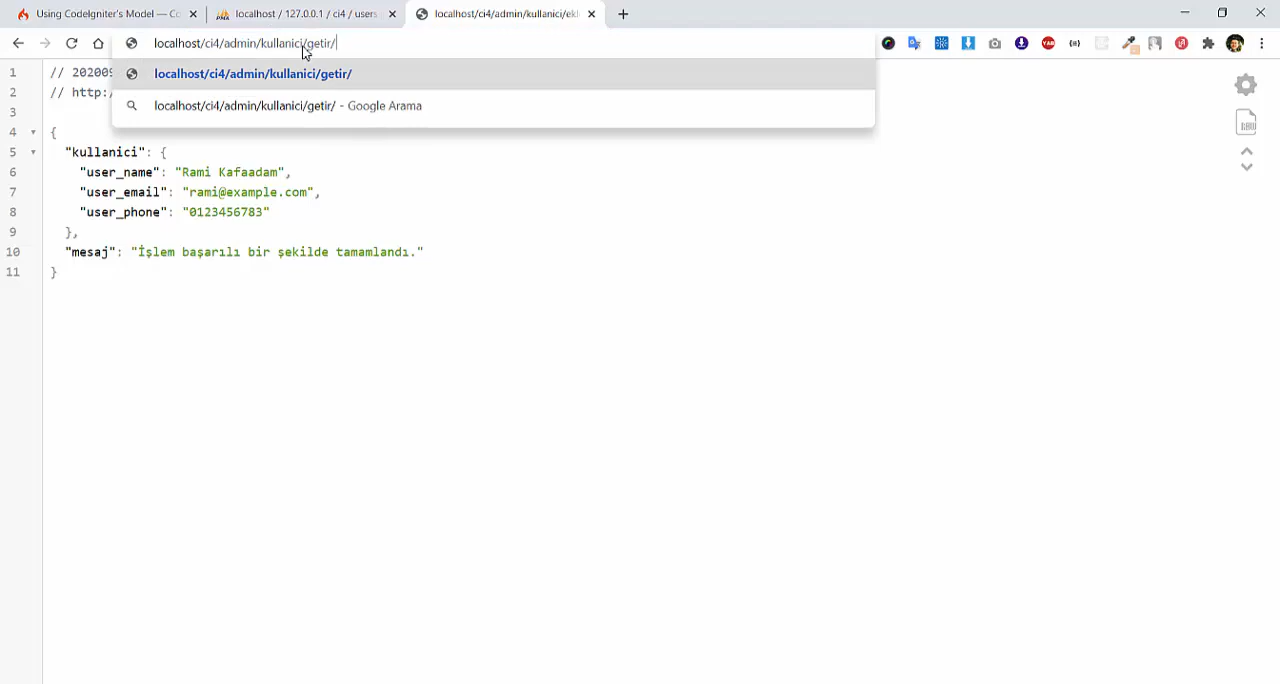 Using CodeIgniter's Model — Co
localhost / 127.0.0.1 / ci4 / users
localhost/ci4/admin/kullanici/ekl
localhost/ci4/admin/kullanici/getir/
localhost/ci4/admin/kullanici/getir/
localhost/ci4/admin/kullanici/getir/ - Google Arama
1 // 20200
2 // http:/
3
4 {
5 "kullanici": {
6 "user_name": "Rami Kafaadam",
7 "user_email": "rami@example.com",
8 "user_phone": "0123456783"
9 },
10 "mesaj": "İşlem başarılı bir şekilde tamamlandı."
11 }
RAW